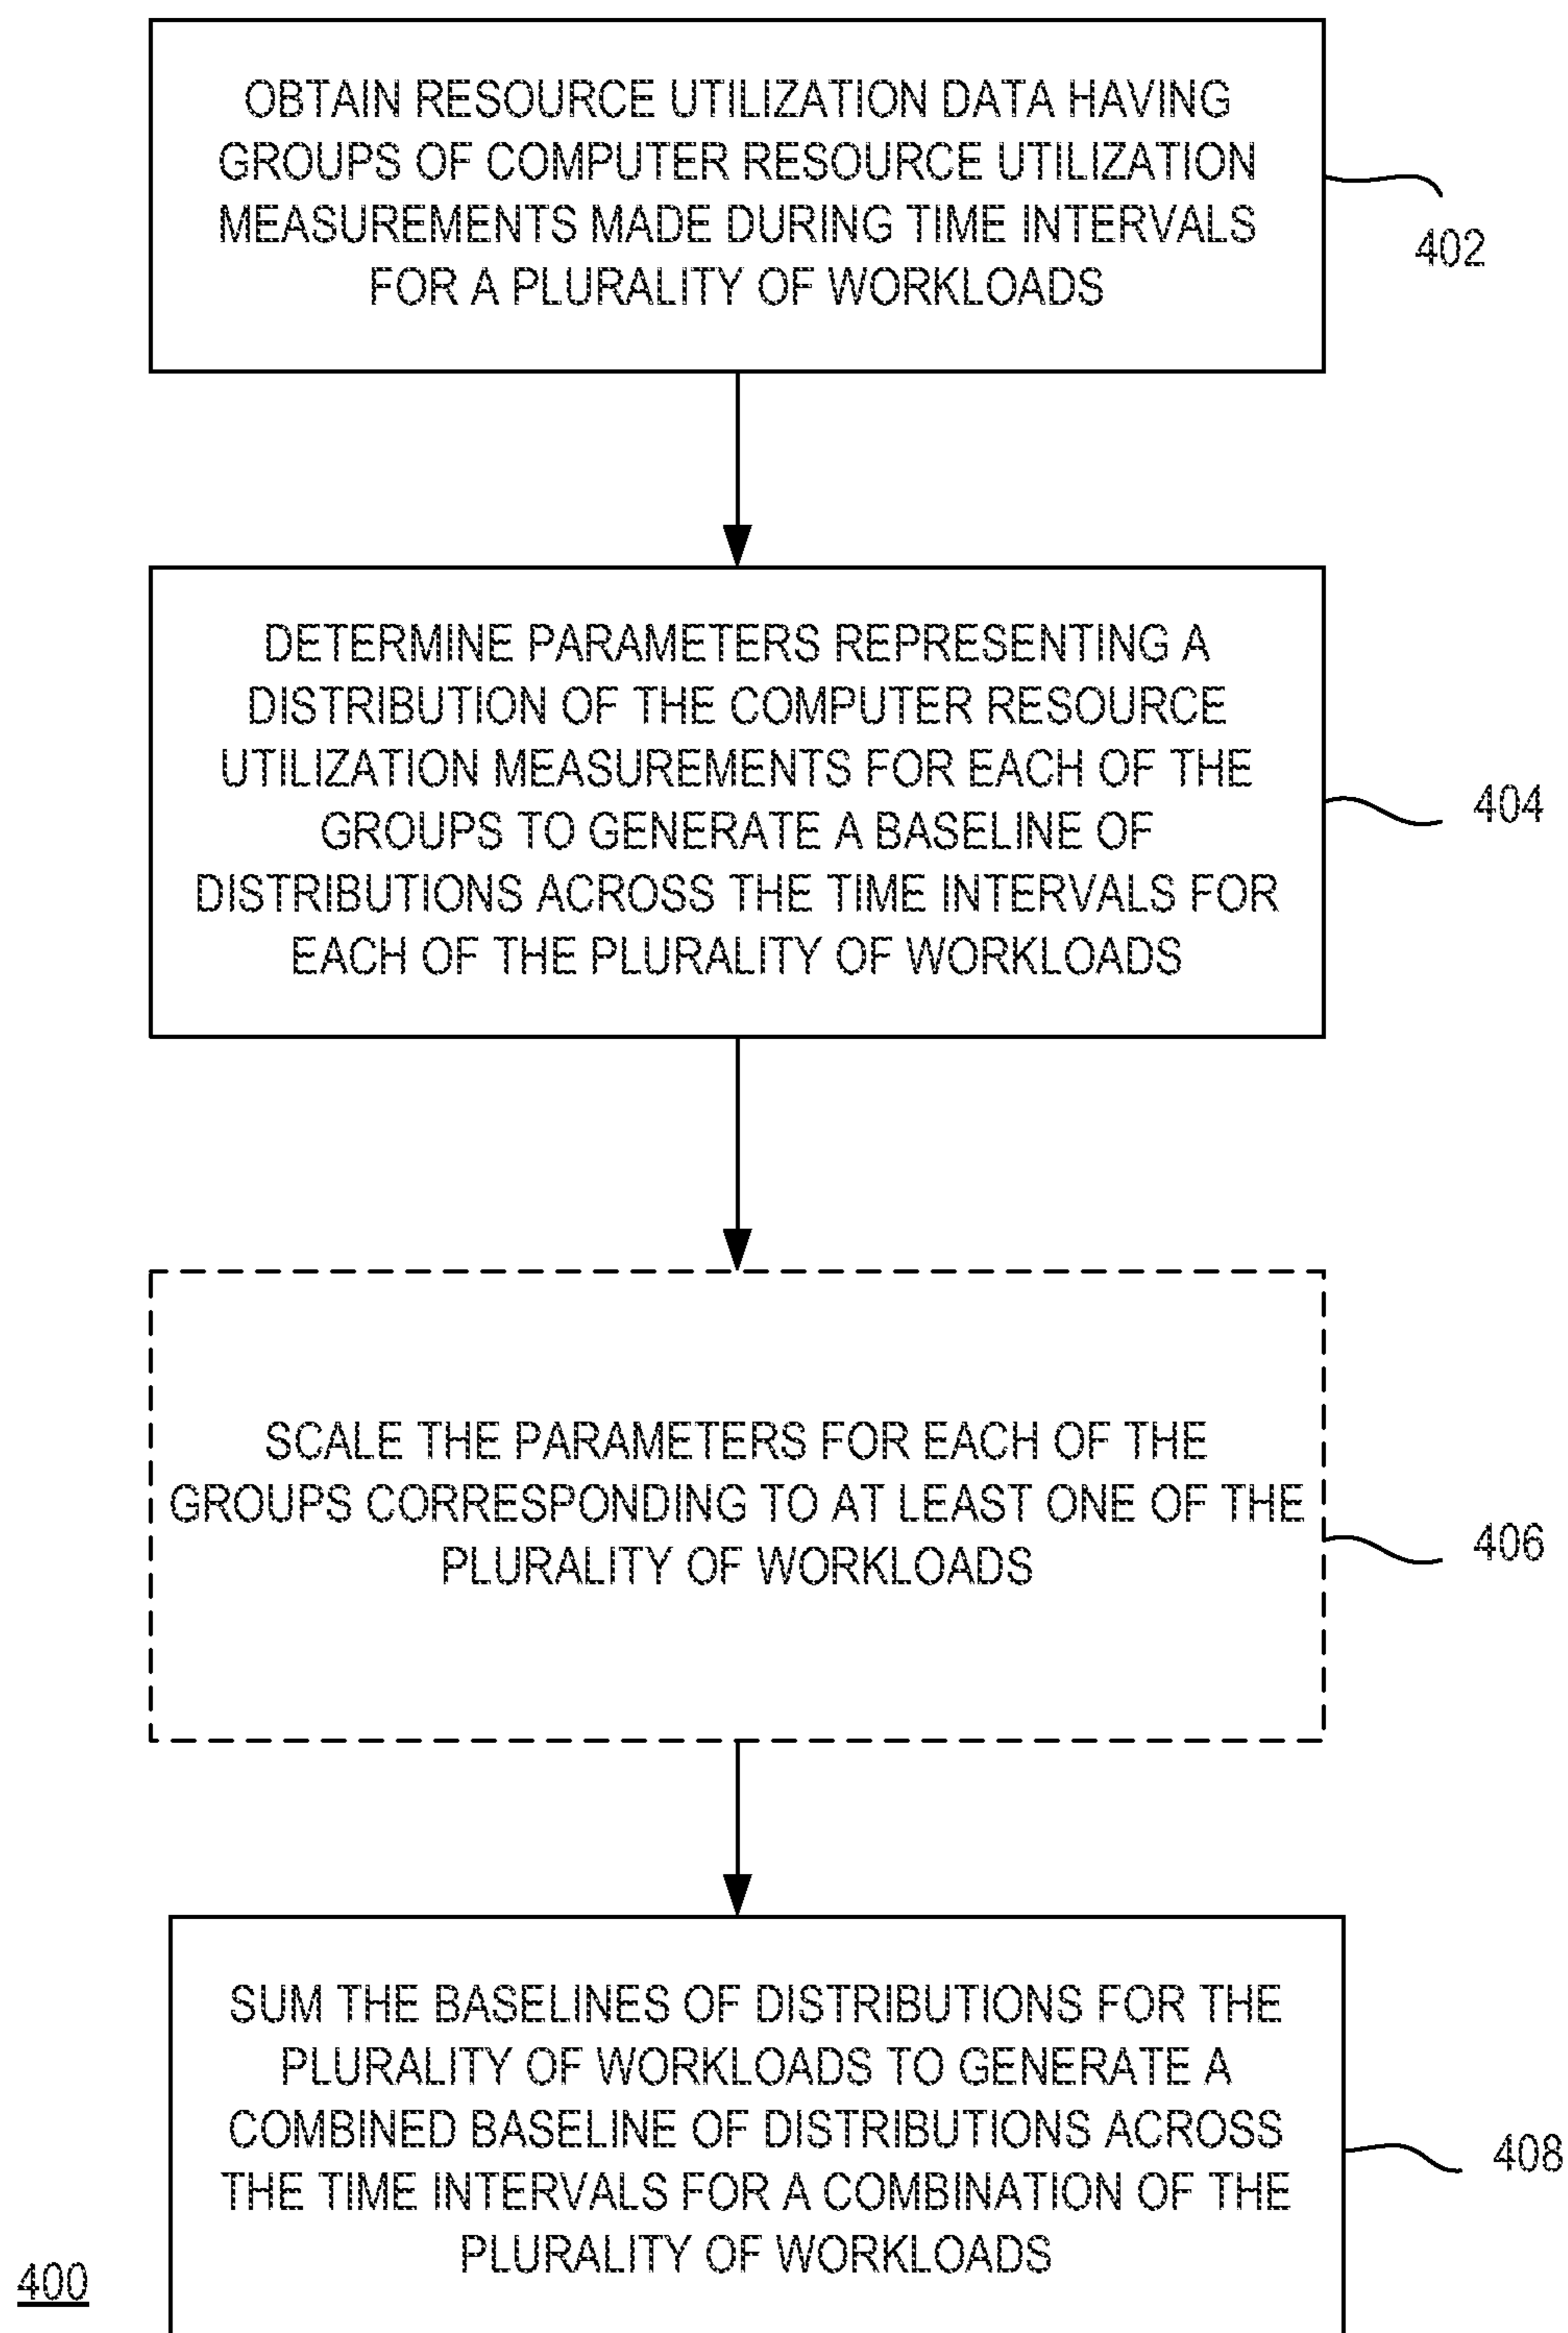 OBTAIN RESOURCE UTILIZATION DATA HAVING
GROUPS OF COMPUTER RESOURCE UTILIZATION
MEASUREMENTS MADE DURING TIME INTERVALS
FOR A PLURALITY OF WORKLOADS
402
DETERMINE PARAMETERS REPRESENTING A
DISTRIBUTION OF THE COMPUTER RESOURCE
UTILIZATION MEASUREMENTS FOR EACH OF THE
GROUPS TO GENERATE A BASELINE OF
DISTRIBUTIONS ACROSS THE TIME INTERVALS FOR
EACH OF THE PLURALITY OF WORKLOADS
404
SCALE THE PARAMETERS FOR EACH OF THE
GROUPS CORRESPONDING TO AT LEAST ONE OF THE
PLURALITY OF WORKLOADS
406
SUM THE BASELINES OF DISTRIBUTIONS FOR THE
PLURALITY OF WORKLOADS TO GENERATE A
COMBINED BASELINE OF DISTRIBUTIONS ACROSS
THE TIME INTERVALS FOR A COMBINATION OF THE
PLURALITY OF WORKLOADS
408
400